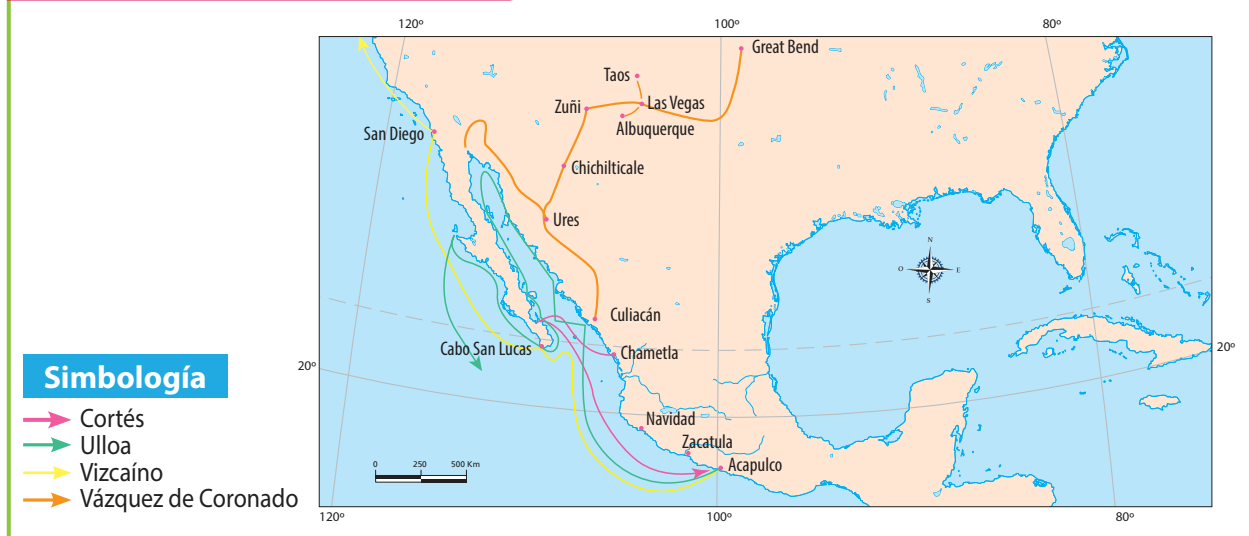 120º 100º 80º
Great Bend
Taos
Las Vegas
Zuñi
Albuquerque
San Diego
Chichilticale
Ures
N
O E
S
Culiacán
Cabo San Lucas
Chametla
20º 20º
Simbología
Cortés
Ulloa
Vizcaíno
Vázquez de Coronado
Navidad
Zacatula
Acapulco
0 250 500 Km
120º 100º 80º